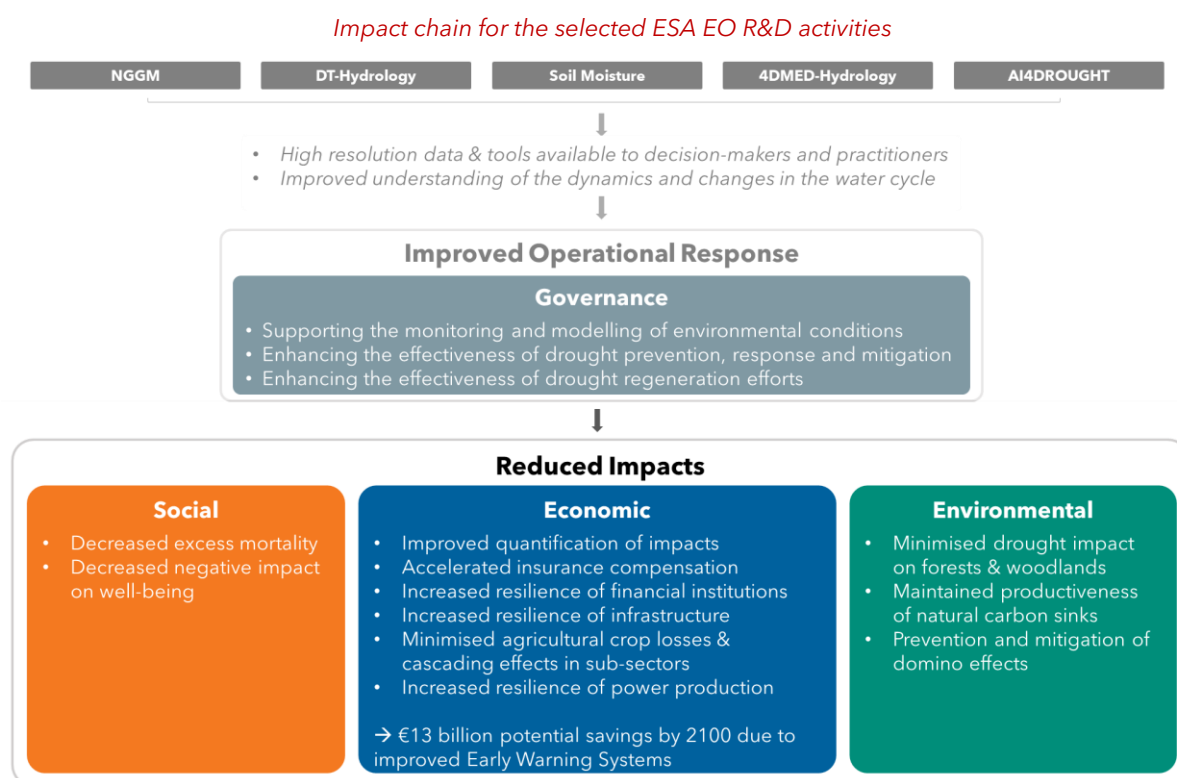 Impact chain for the selected ESA EO R&D activities
NGGM
DT-Hydrology
Soil Moisture
4DMED-Hydrology
AI4DROUGHT
• High resolution data & tools available to decision-makers and practitioners
• Improved understanding of the dynamics and changes in the water cycle
Improved Operational Response
Governance
• Supporting the monitoring and modelling of environmental conditions
• Enhancing the effectiveness of drought prevention, response and mitigation
• Enhancing the effectiveness of drought regeneration efforts
Reduced Impacts
Social
• Decreased excess mortality
• Decreased negative impact
on well-being
Economic
• Improved quantification of impacts
• Accelerated insurance compensation
• Increased resilience of financial institutions
• Increased resilience of infrastructure
• Minimised agricultural crop losses &
cascading effects in sub-sectors
• Increased resilience of power production
→ €13 billion potential savings by 2100 due to
improved Early Warning Systems
Environmental
• Minimised drought impact
on forests & woodlands
• Maintained productiveness
of natural carbon sinks
• Prevention and mitigation of
domino effects